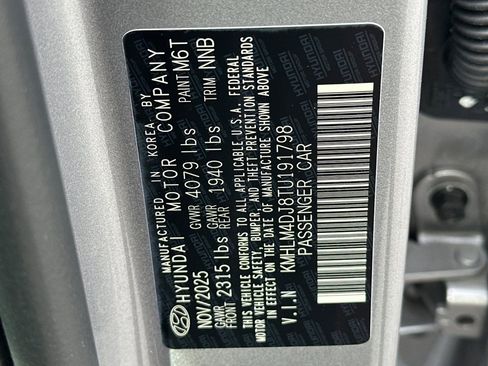 MANUFACTURED IN KOREA BY
HYUNDAI MOTOR COMPANY
NOV/2025 GVWR 4079 lbs PAINT M6T
GAWR FRONT 2315 lbs GAWR REAR 1940 lbs TRIM NNB
THIS VEHICLE CONFORMS TO ALL APPLICABLE U.S.A. FEDERAL
MOTOR VEHICLE SAFETY, BUMPER, AND THEFT PREVENTION STANDARDS
IN EFFECT ON THE DATE OF MANUFACTURE SHOWN ABOVE
V.I.N KMHLM4DJ8TU191798
PASSENGER CAR